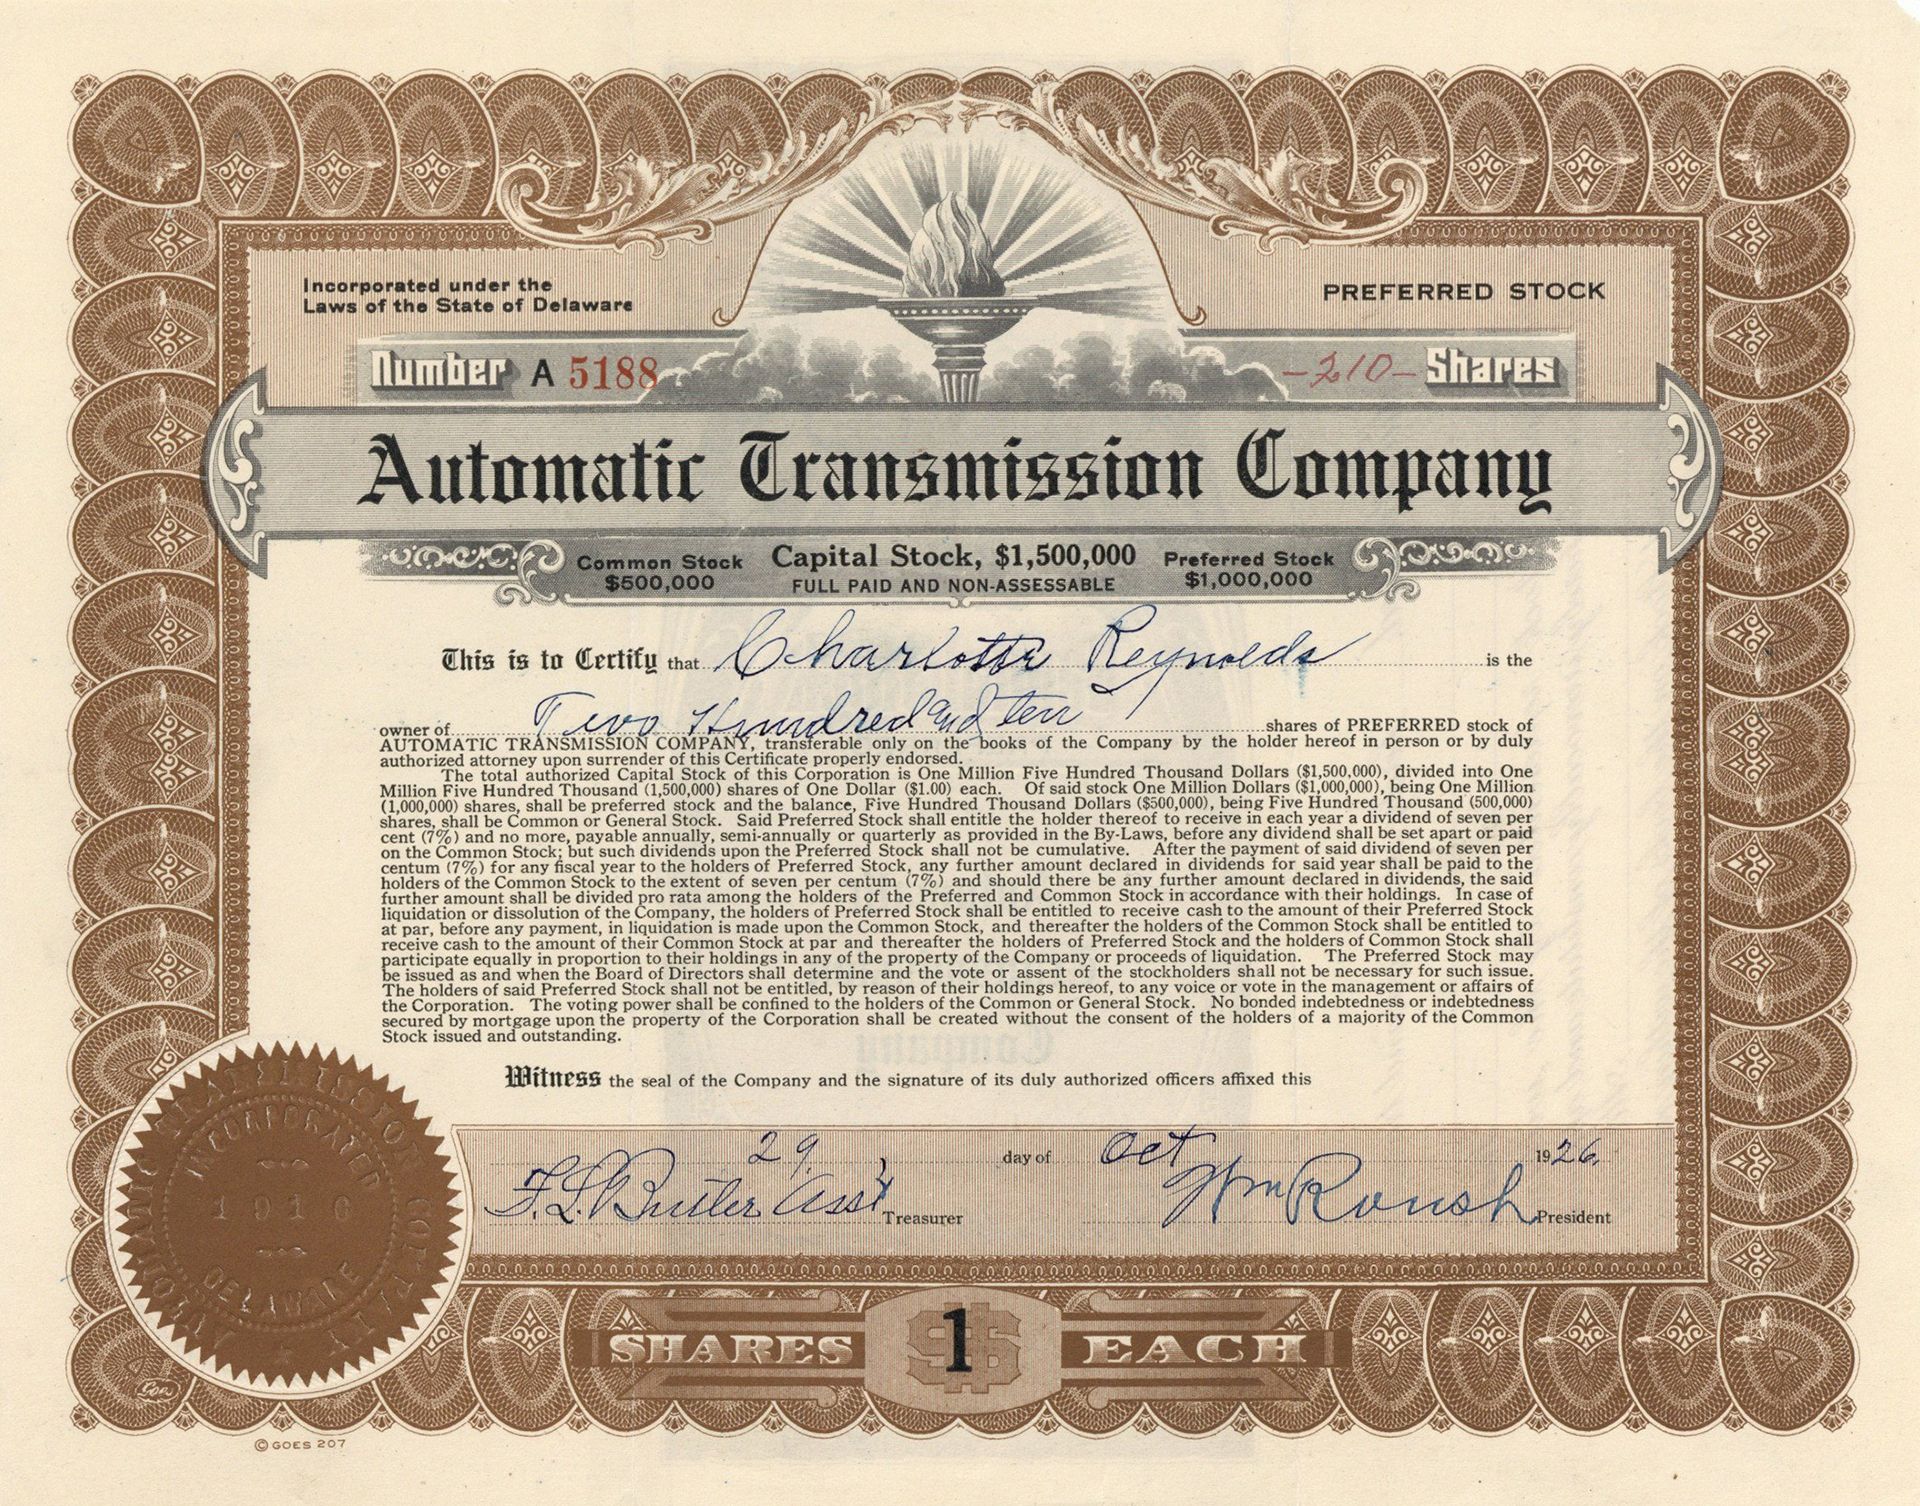 Incorporated under the
Laws of the State of Delaware
PREFERRED STOCK
Number A 5188
-210- Shares
Automatic Transmission Company
Common Stock
$500,000
Capital Stock, $1,500,000
FULL PAID AND NON-ASSESSABLE
Preferred Stock
$1,000,000
This is to Certify that Charlotte Reynolds is the
owner of Two Hundred and ten shares of PREFERRED stock of
AUTOMATIC TRANSMISSION COMPANY, transferable only on the books of the Company by the holder hereof in person or by duly
authorized attorney upon surrender of this Certificate properly endorsed.
The total authorized Capital Stock of this Corporation is One Million Five Hundred Thousand Dollars ($1,500,000), divided into One
Million Five Hundred Thousand (1,500,000) shares of One Dollar ($1.00) each. Of said stock One Million Dollars ($1,000,000), being One Million
(1,000,000) shares, shall be preferred stock and the balance, Five Hundred Thousand Dollars ($500,000), being Five Hundred Thousand (500,000)
shares, shall be Common or General Stock. Said Preferred Stock shall entitle the holder thereof to receive in each year a dividend of seven per
cent (7%) and no more, payable annually, semi-annually or quarterly as provided in the By-Laws, before any dividend shall be set apart or paid
on the Common Stock; but such dividends upon the Preferred Stock shall not be cumulative. After the payment of said dividend of seven per
centum (7%) for any fiscal year to the holders of Preferred Stock, any further amount declared in dividends for said year shall be paid to the
holders of the Common Stock to the extent of seven per centum (7%) and should there be any further amount declared in dividends, the said
further amount shall be divided pro rata among the holders of the Preferred and Common Stock in accordance with their holdings. In case of
liquidation or dissolution of the Company, the holders of Preferred Stock shall be entitled to receive cash to the amount of their Preferred Stock
at par, before any payment, in liquidation is made upon the Common Stock, and thereafter the holders of the Common Stock shall be entitled to
receive cash to the amount of their Common Stock at par and thereafter the holders of Preferred Stock and the holders of Common Stock shall
participate equally in proportion to their holdings in any of the property of the Company or proceeds of liquidation. The Preferred Stock may
be issued as and when the Board of Directors shall determine and the vote or assent of the stockholders shall not be necessary for such issue.
The holders of said Preferred Stock shall not be entitled, by reason of their holdings hereof, to any voice or vote in the management or affairs of
the Corporation. The voting power shall be confined to the holders of the Common or General Stock. No bonded indebtedness or indebtedness
secured by mortgage upon the property of the Corporation shall be created without the consent of the holders of a majority of the Common
Stock issued and outstanding.
Witness the seal of the Company and the signature of its duly authorized officers affixed this
29 day of Oct 1926.
F. L. Butler Asst Treasurer
Wm Roush President
AUTOMATIC TRANSMISSION COMPANY
INCORPORATED
1916
DELAWARE
SHARES $1 EACH
Goes
© GOES 207